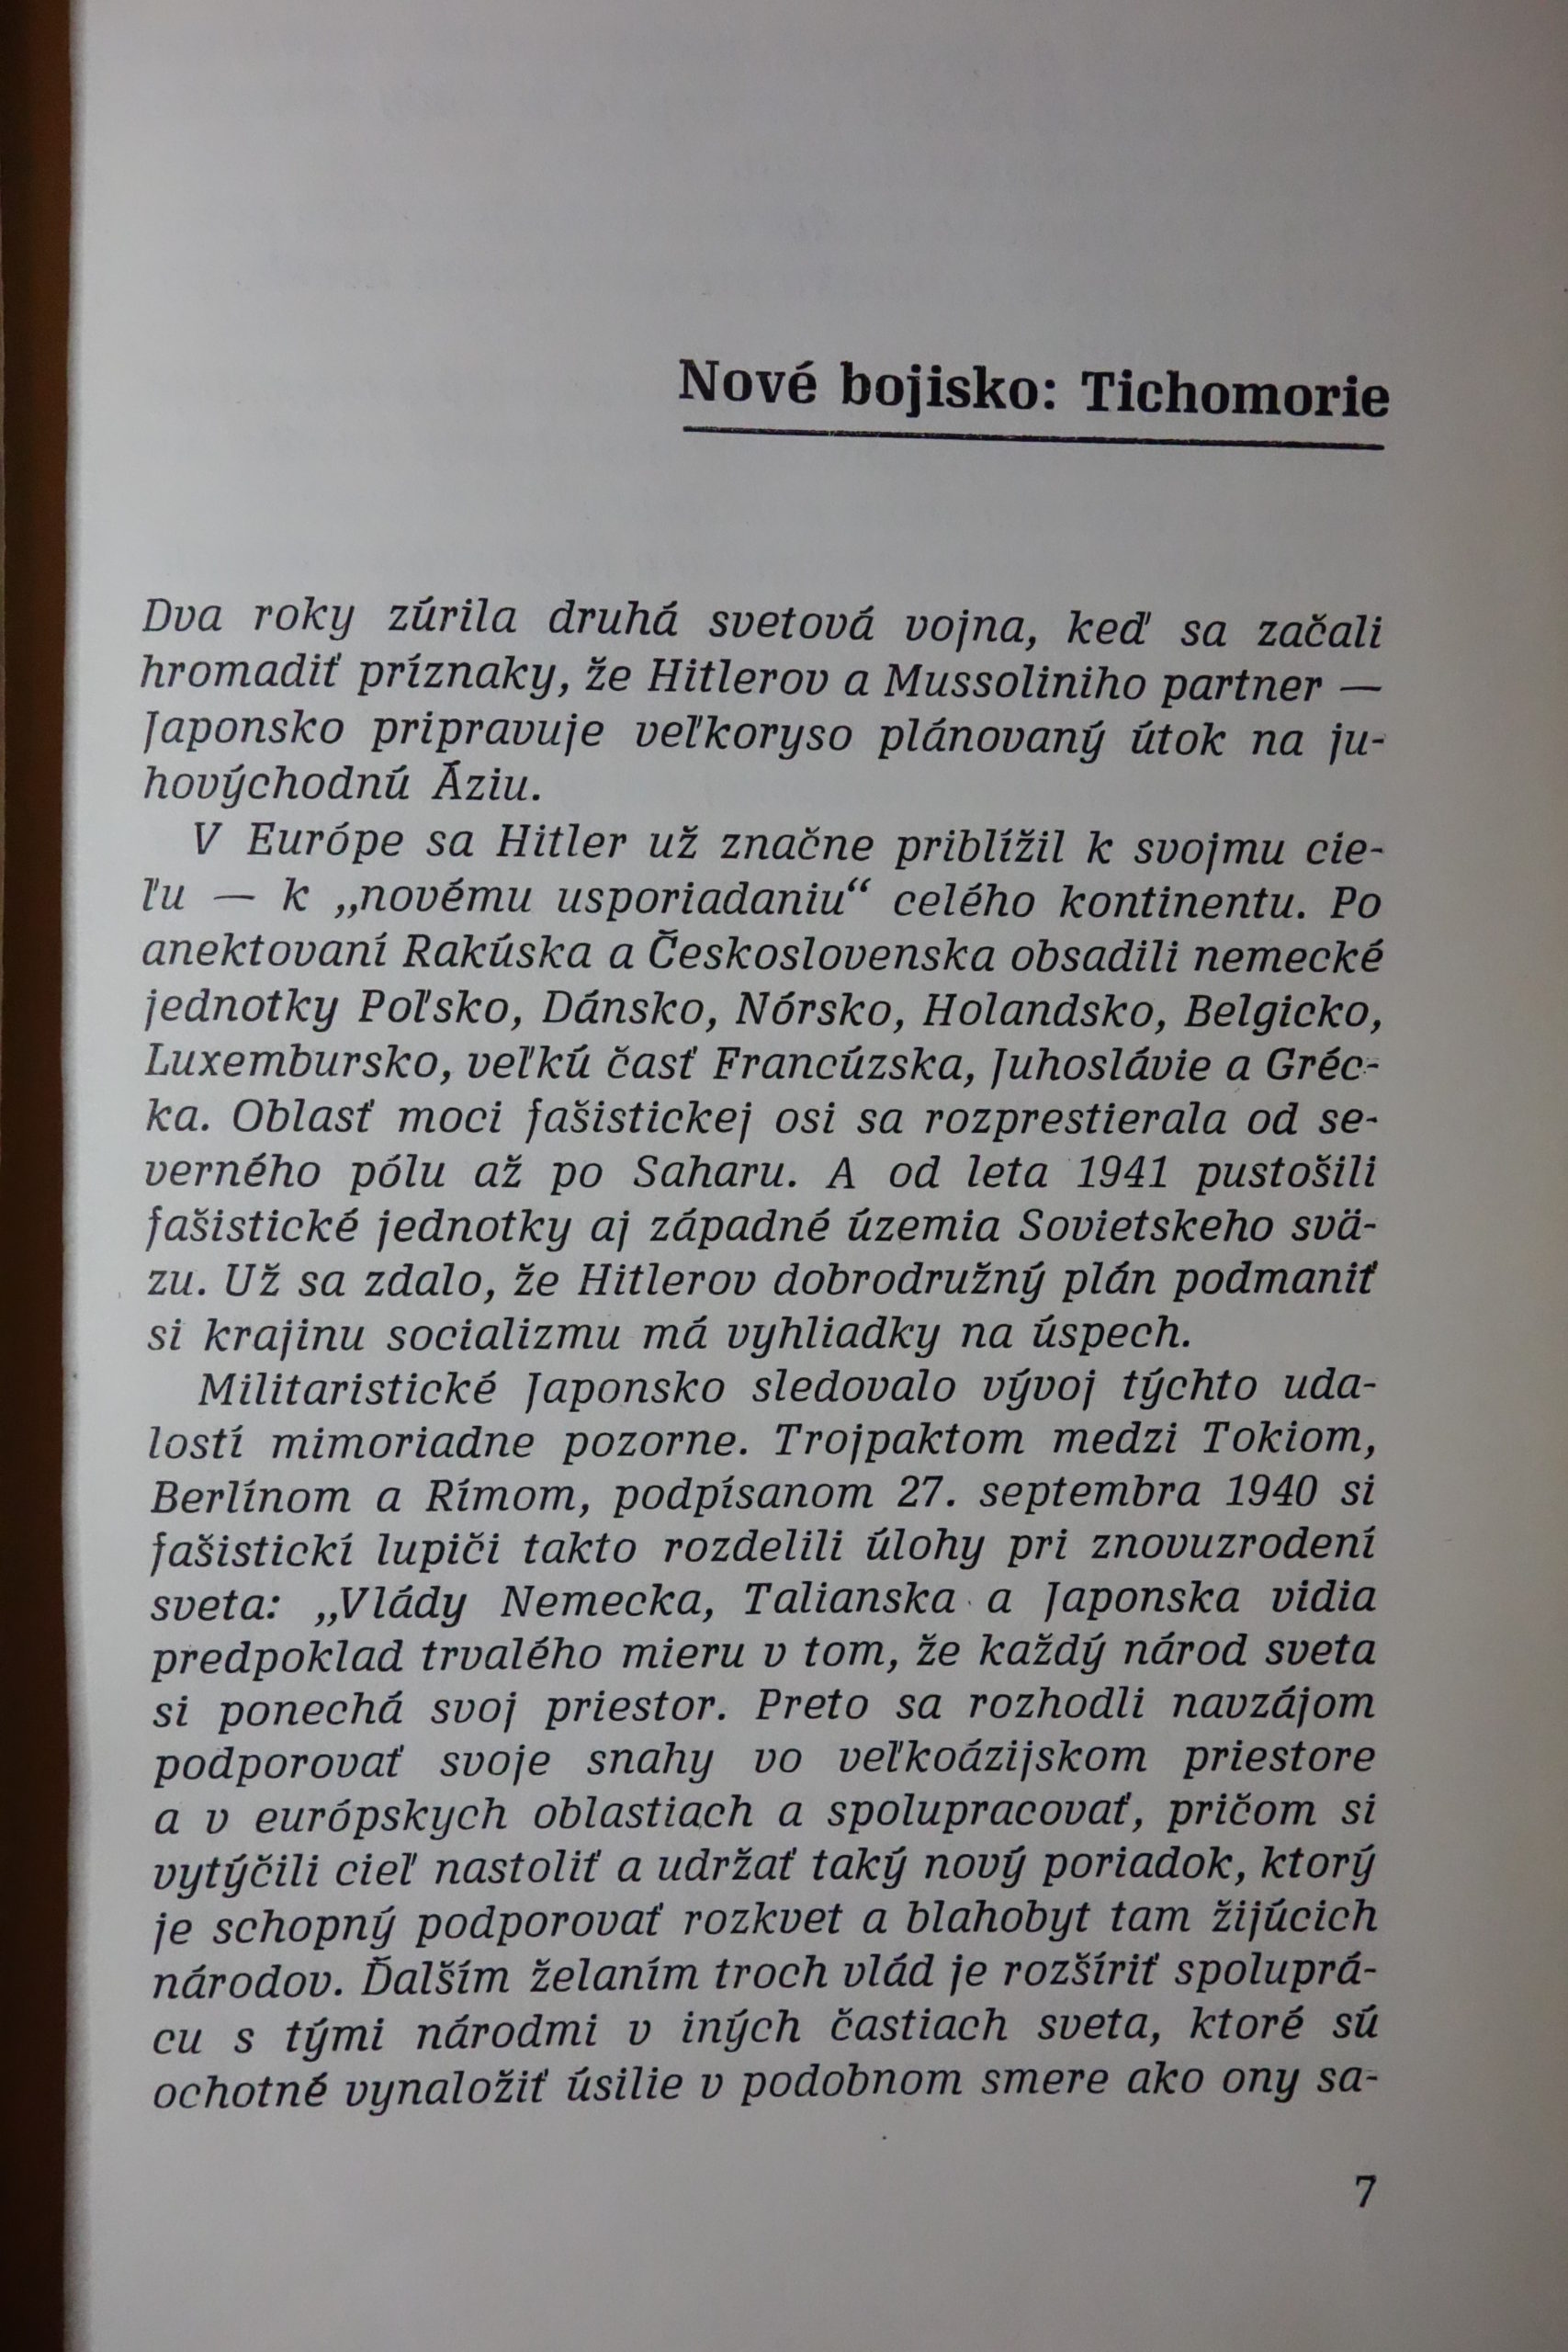 Nové bojisko: Tichomorie
Dva roky zúrila druhá svetová vojna, keď sa začali
hromadiť príznaky, že Hitlerov a Mussoliniho partner —
Japonsko pripravuje veľkoryso plánovaný útok na ju-
hovýchodnú Áziu.
V Európe sa Hitler už značne priblížil k svojmu cie-
ľu — k „novému usporiadaniu“ celého kontinentu. Po
anektovaní Rakúska a Československa obsadili nemecké
jednotky Poľsko, Dánsko, Nórsko, Holandsko, Belgicko,
Luxembursko, veľkú časť Francúzska, Juhoslávie a Gréc-
ka. Oblasť moci fašistickej osi sa rozprestierala od se-
verného pólu až po Saharu. A od leta 1941 pustošili
fašistické jednotky aj západné územia Sovietskeho svä-
zu. Už sa zdalo, že Hitlerov dobrodružný plán podmaniť
si krajinu socializmu má vyhliadky na úspech.
Militaristické Japonsko sledovalo vývoj týchto uda-
lostí mimoriadne pozorne. Trojpaktom medzi Tokiom,
Berlínom a Rímom, podpísanom 27. septembra 1940 si
fašistickí lupiči takto rozdelili úlohy pri znovuzrodení
sveta: „Vlády Nemecka, Talianska a Japonska vidia
predpoklad trvalého mieru v tom, že každý národ sveta
si ponechá svoj priestor. Preto sa rozhodli navzájom
podporovať svoje snahy vo veľkoázijskom priestore
a v európskych oblastiach a spolupracovať, pričom si
vytýčili cieľ nastoliť a udržať taký nový poriadok, ktorý
je schopný podporovať rozkvet a blahobyt tam žijúcich
národov. Ďalším želaním troch vlád je rozšíriť spoluprá-
cu s tými národmi v iných častiach sveta, ktoré sú
ochotné vynaložiť úsilie v podobnom smere ako ony sa-
7